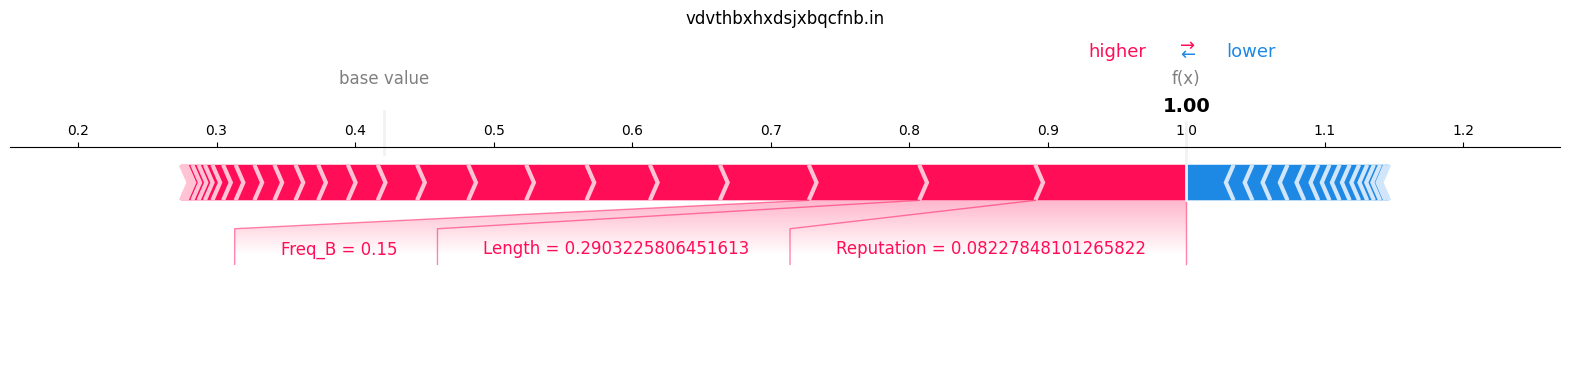 vdvthbxhxdsjxbqcfnb.in
higher ⇄ lower
base value f(x)
1.00
0.2 0.3 0.4 0.5 0.6 0.7 0.8 0.9 1.0 1.1 1.2
Freq_B = 0.15 Length = 0.2903225806451613 Reputation = 0.08227848101265822